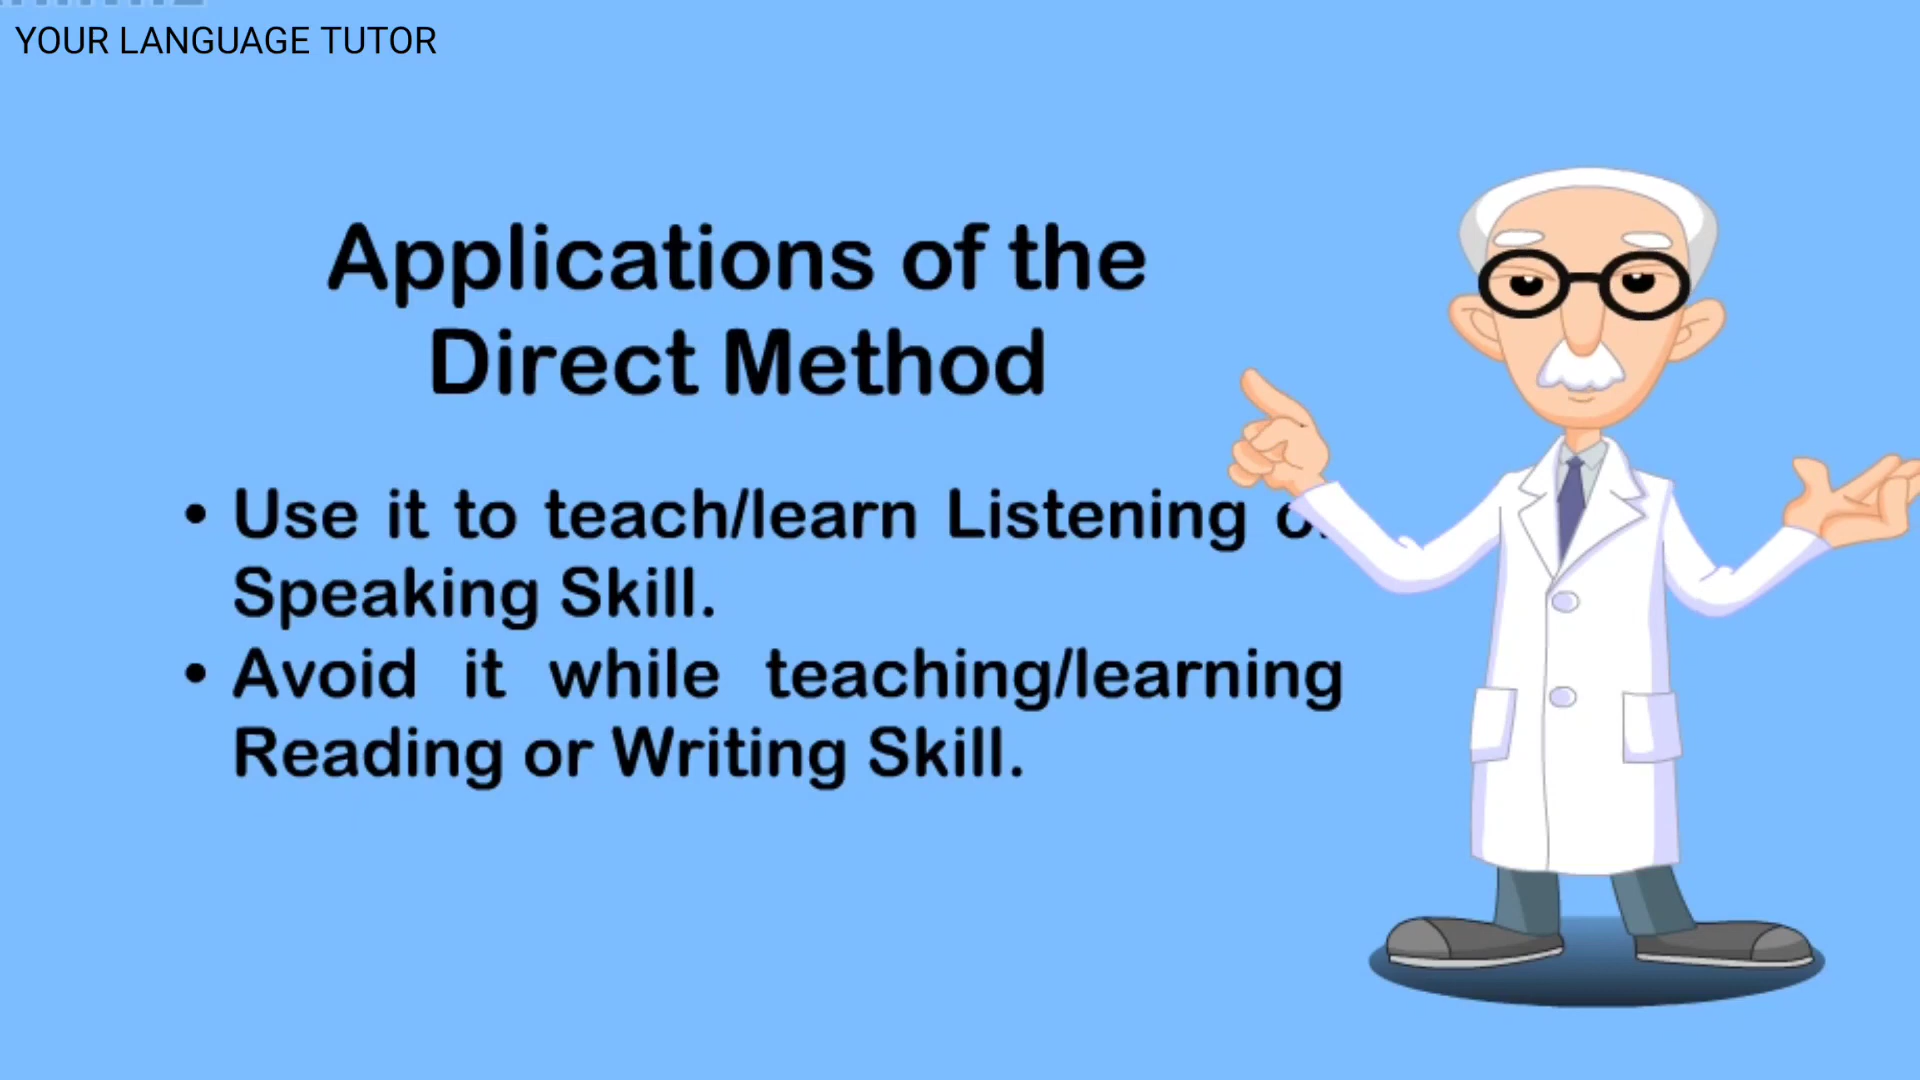 YOUR LANGUAGE TUTOR
Applications of the
Direct Method
• Use it to teach/learn Listening
Speaking Skill.
• Avoid it while teaching/learning
Reading or Writing Skill.